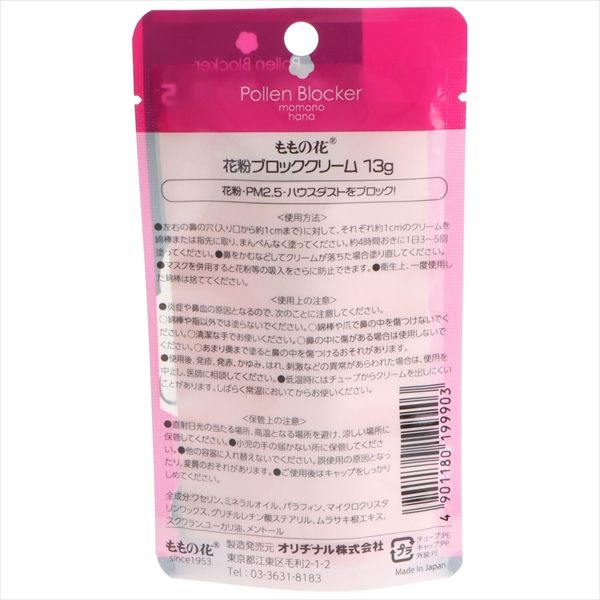 Pollen Blocker
Pollen Blocker
momono
hana
ももの花®
花粉ブロッククリーム 13g
花粉・PM2.5・ハウスダストをブロック!
<使用方法>
●左右の鼻の穴(入り口から約1cmまで)に対して、それぞれ約1cmのクリームを
綿棒または指先に取り、まんべんなく塗ってください。約4時間おきに1日3〜5回
塗ってください。●鼻をかむなどしてクリームが落ちた場合塗り直してください。
●マスクを併用すると花粉等の吸入をさらに防止できます。●衛生上、一度使用し
た綿棒は捨ててください。
<使用上の注意>
●炎症や鼻血の原因となるので、次のことに注意してください。
○綿棒や指以外では塗らないでください。○綿棒や爪で鼻の中を傷つけないでく
ださい。○清潔な手でお使いください。○鼻の中に傷がある場合は使用しない
でください。○あまり奥まで塗ると鼻の中を傷つけるおそれがあります。
●使用後、発疹、発赤、かゆみ、はれ、刺激などの異常があらわれた場合は、使用を
中止し、医師に相談してください。●低温時にはチューブからクリームを出しにくい
ことがあります。しばらく常温においてからお使いください。
<保管上の注意>
●直射日光の当たる場所、高温となる場所を避け、涼しい場所に
保管してください。●小児の手の届かない所に保管してくださ
い。●他の容器に入れ替えないでください。誤使用の原因となっ
たり、変質のおそれがあります。●ご使用後はキャップをしっかり
しめてください。
全成分:ワセリン、ミネラルオイル、パラフィン、マイクロクリスタ
リンワックス、グリチルレチン酸ステアリル、ムラサキ根エキス、
スクワラン、ユーカリ油、メントール
4 901180 199903
ももの花®
since1953
製造発売元 オリヂナル株式会社
東京都江東区毛利2-1-2
Tel : 03-3631-8183
プラ
チューブ:PE
キャップ:PP
外装:PE
Made in Japan